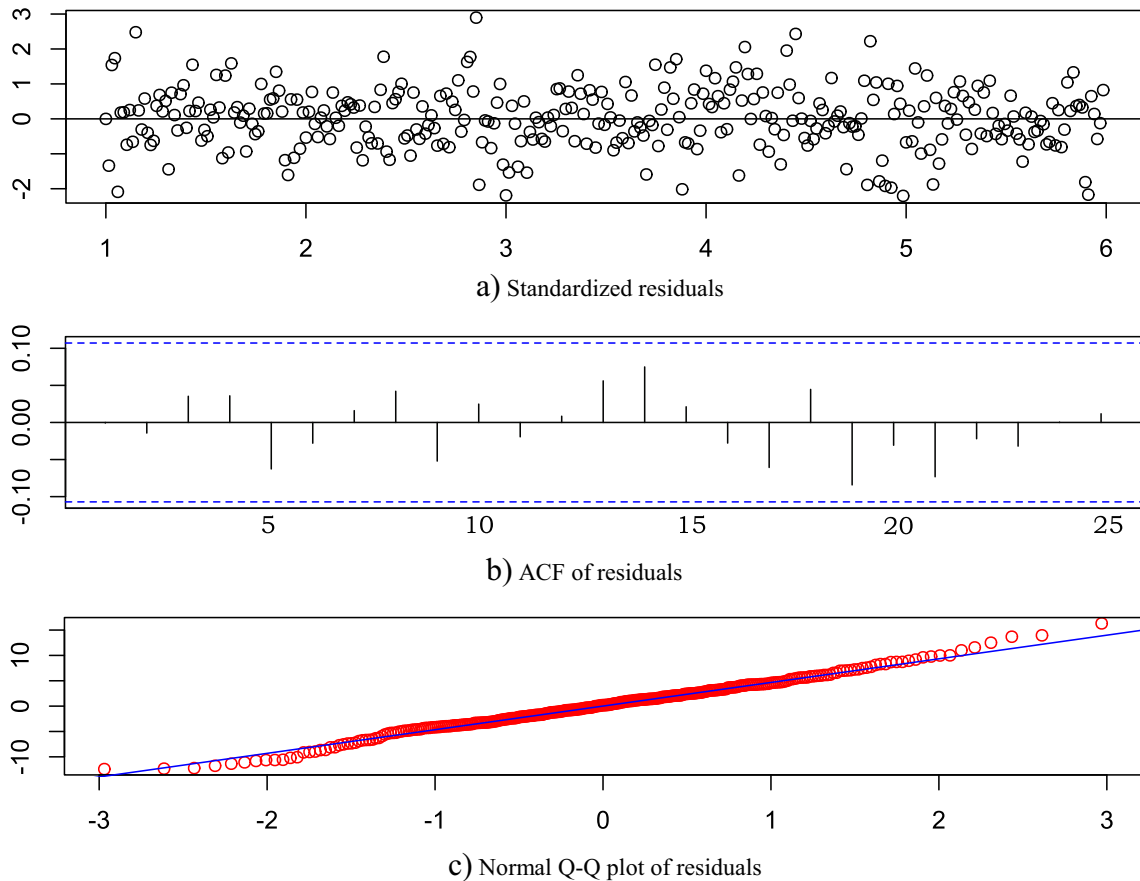 3
2
1
0
-2
1 2 3 4 5 6
a) Standardized residuals
0.10
0.00
-0.10
5 10 15 20 25
b) ACF of residuals
10
0
-10
-3 -2 -1 0 1 2 3
c) Normal Q-Q plot of residuals